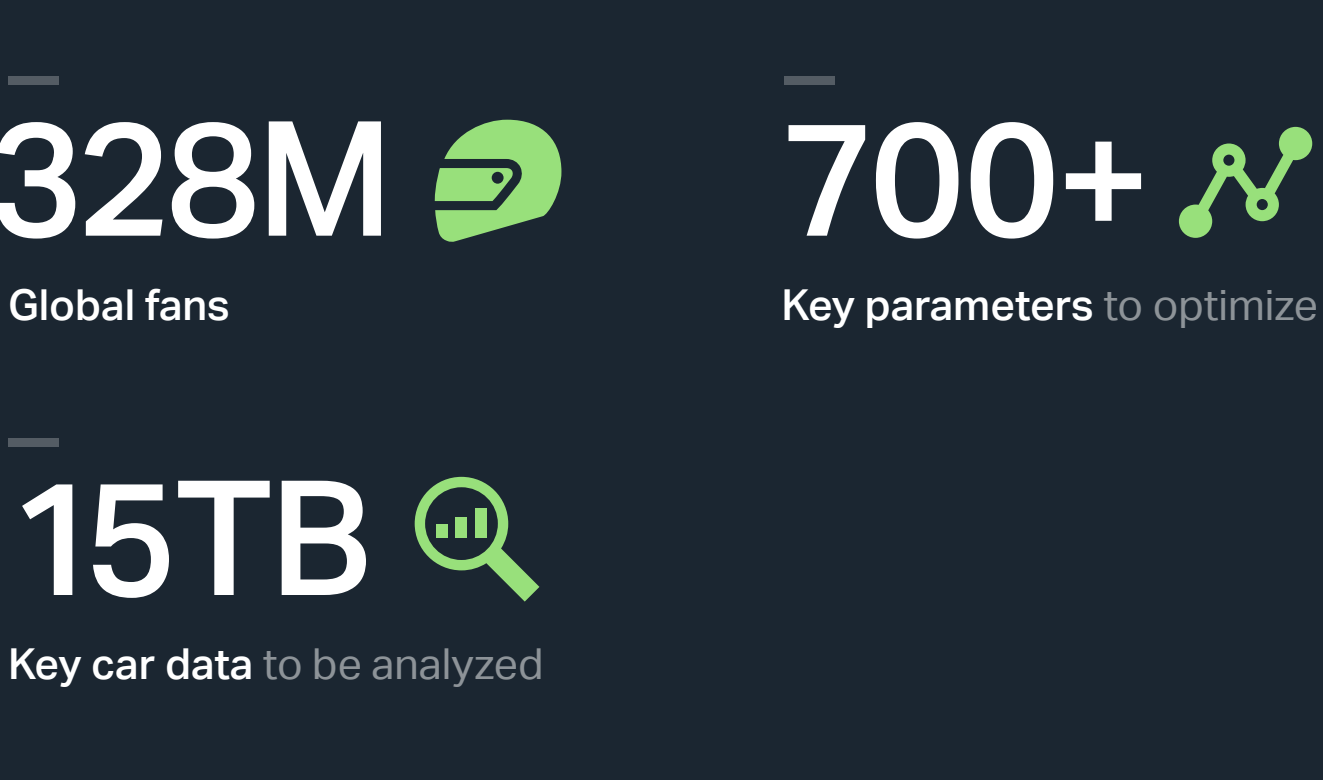 328M
Global fans
700+
Key parameters to optimize
15TB
Key car data to be analyzed